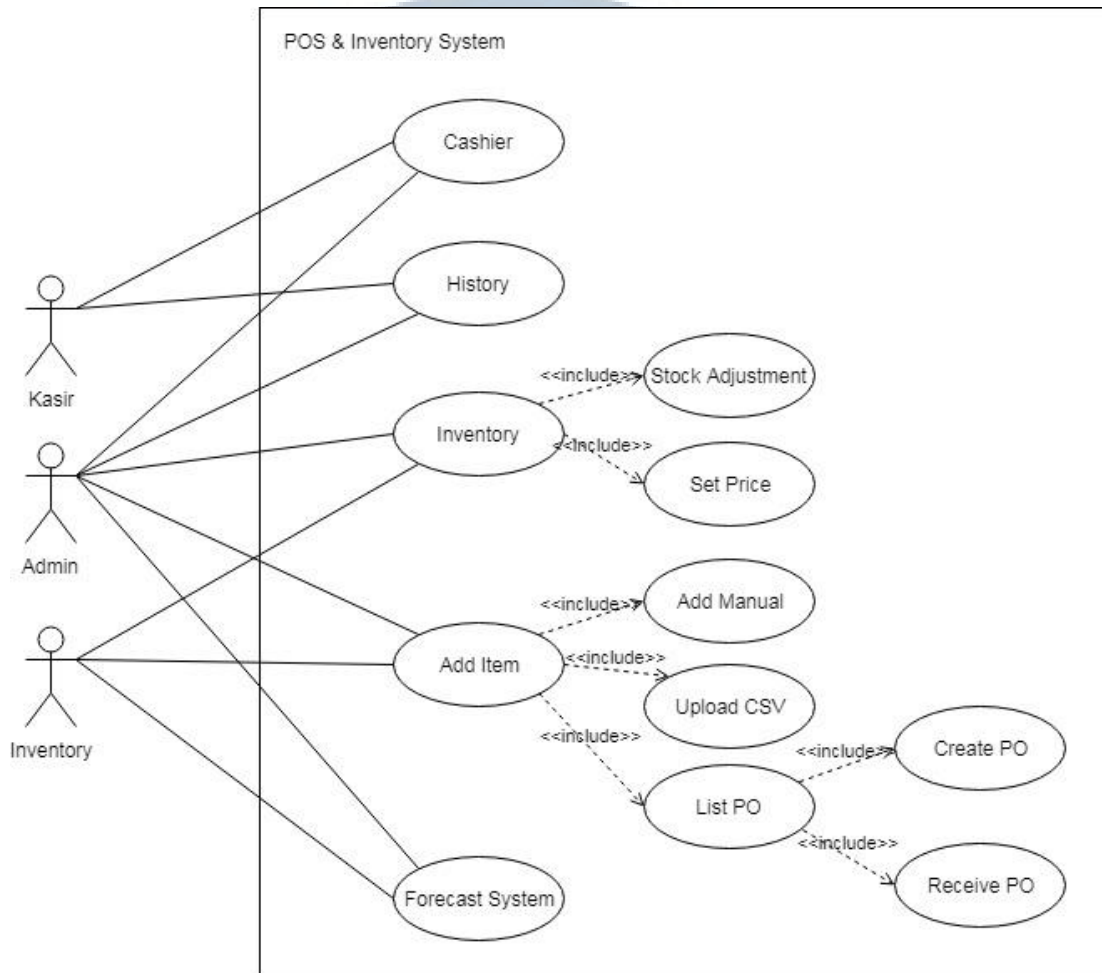 POS & Inventory System
Cashier
History
Kasir
<<include>>
Stock Adjustment
Inventory
<<include>>
Set Price
Admin
<<include>>
Add Manual
Add Item
<<include>>
Upload CSV
Inventory
<<include>>
<<include>>
Create PO
List PO
<<include>>
Receive PO
Forecast System